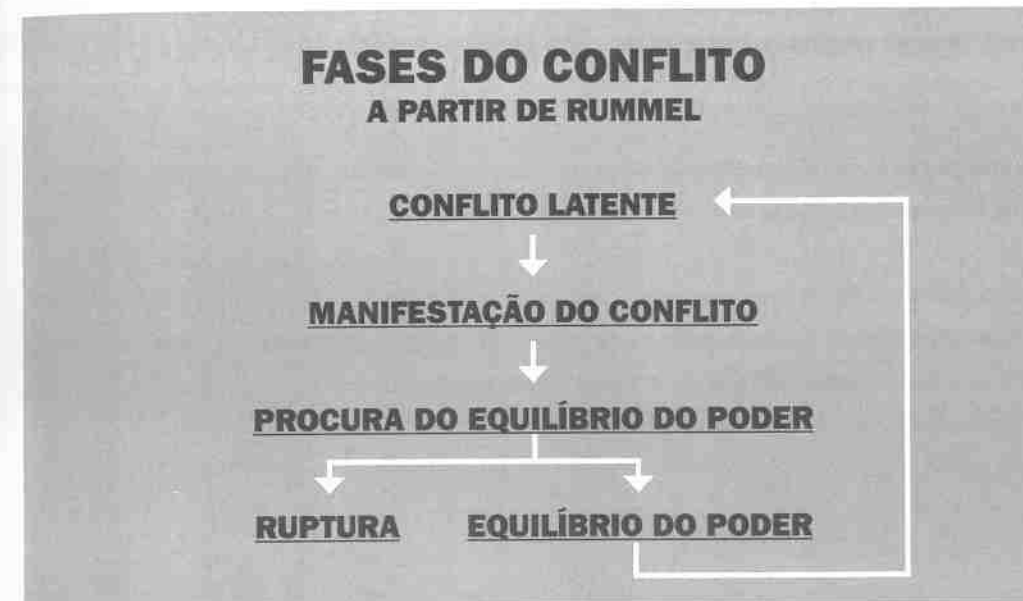 FASES DO CONFLITO
A PARTIR DE RUMMEL
CONFLITO LATENTE
MANIFESTAÇÃO DO CONFLITO
PROCURA DO EQUILÍBRIO DO PODER
RUPTURA EQUILÍBRIO DO PODER